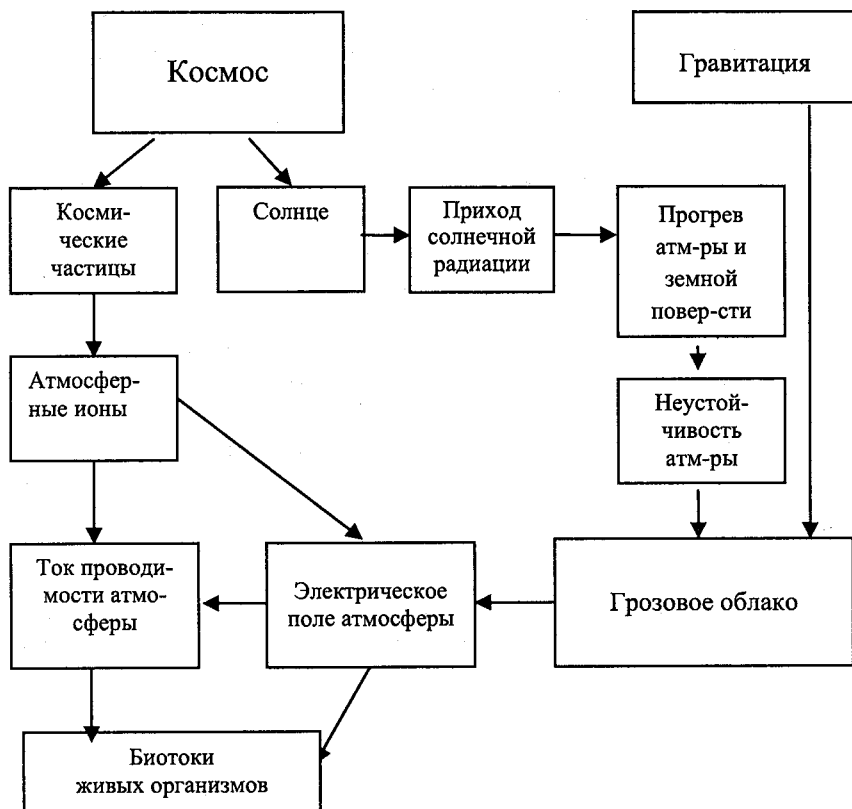 Космос
Гравитация
Косми-
ческие
частицы
Солнце
Приход
солнечной
радиации
Прогрев
атм-ры и
земной
повер-сти
Атмосфер-
ные ионы
Неустой-
чивость
атм-ры
Ток проводи-
мости атмо-
сферы
Электрическое
поле атмосферы
Грозовое облако
Биотоки
живых организмов